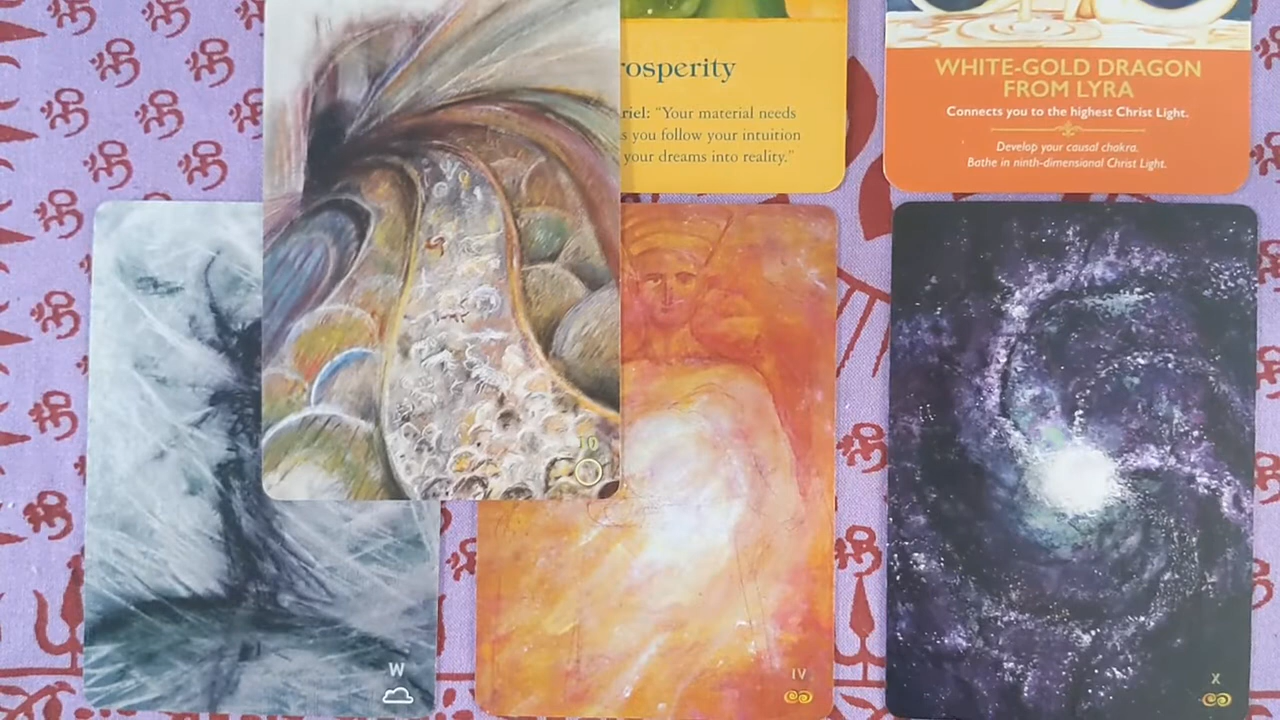 rosperity
riel: "Your material needs
s you follow your intuition
your dreams into reality."
WHITE-GOLD DRAGON
FROM LYRA
Connects you to the highest Christ Light.
Develop your causal chakra.
Bathe in ninth-dimensional Christ Light.
10
W
IV
X
ॐ